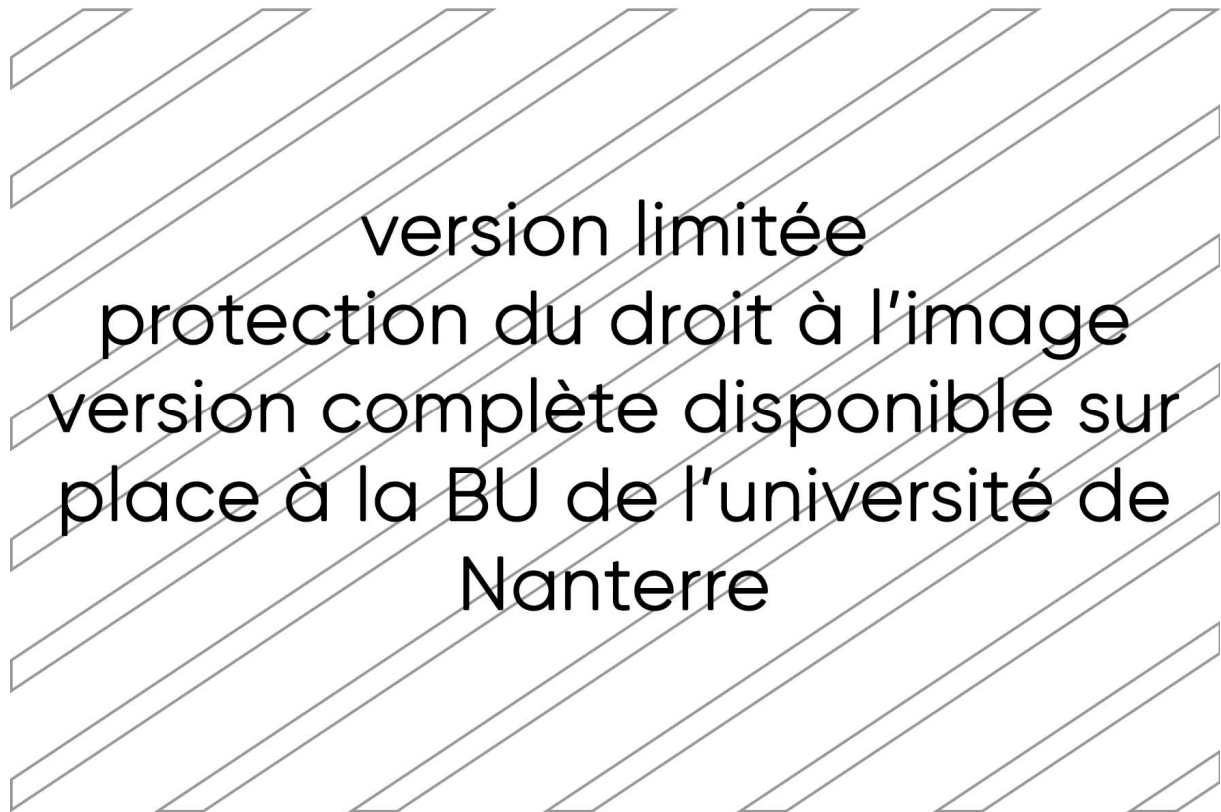 version limitée
protection du droit à l’image
version complète disponible sur
place à la BU de l’université de
Nanterre